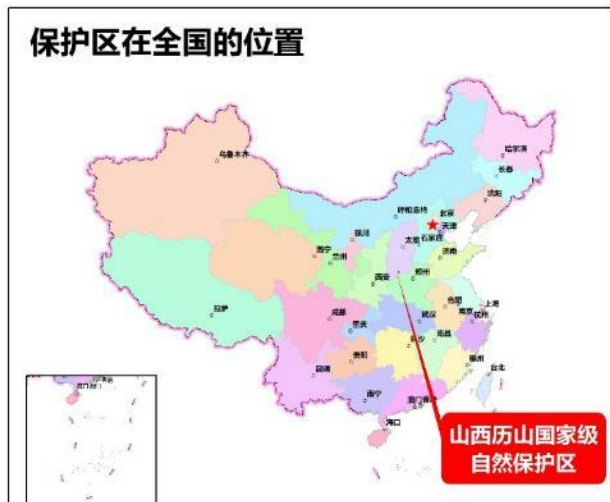 保护区在全国的位置
哈尔滨
长春
乌鲁木齐
沈阳
呼和浩特
北京
天津
银川
太原
石家庄
济南
西宁
兰州
西安
郑州
合肥
上海
南京
杭州
拉萨
成都
武汉
重庆
南昌
长沙
贵阳
福州
台北
昆明
南宁
澳门
香港
海口
山西历山国家级
自然保护区